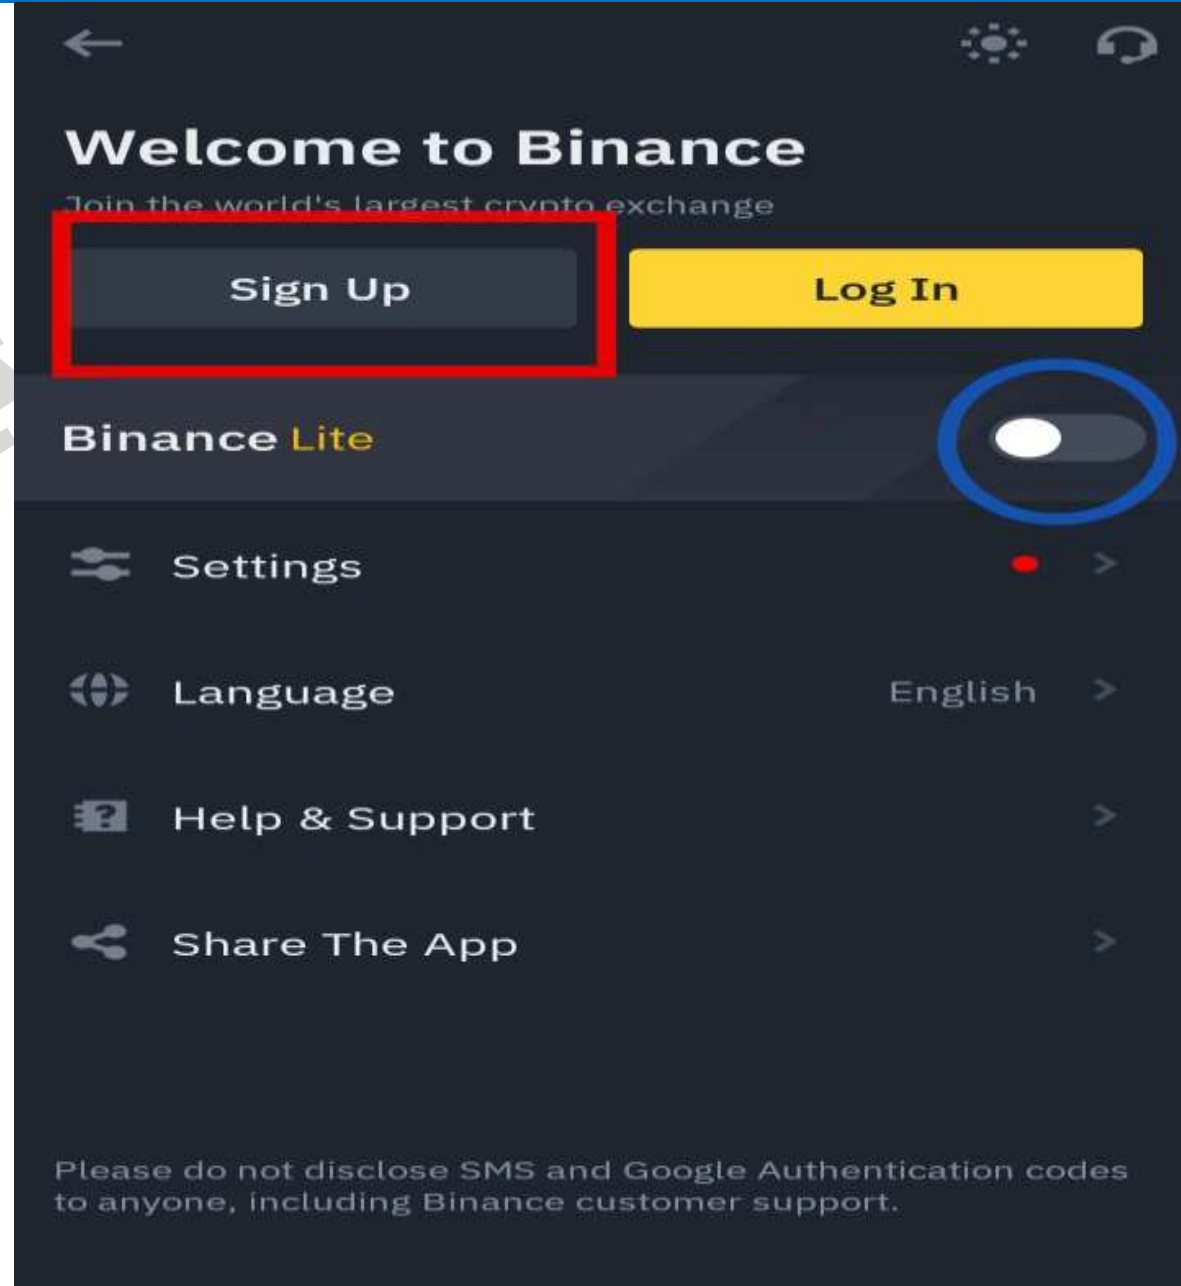 Welcome to Binance
Join the world's largest crypto exchange
Sign Up
Log In
Binance Lite
Settings
Language
English
Help & Support
Share The App
Please do not disclose SMS and Google Authentication codes
to anyone, including Binance customer support.